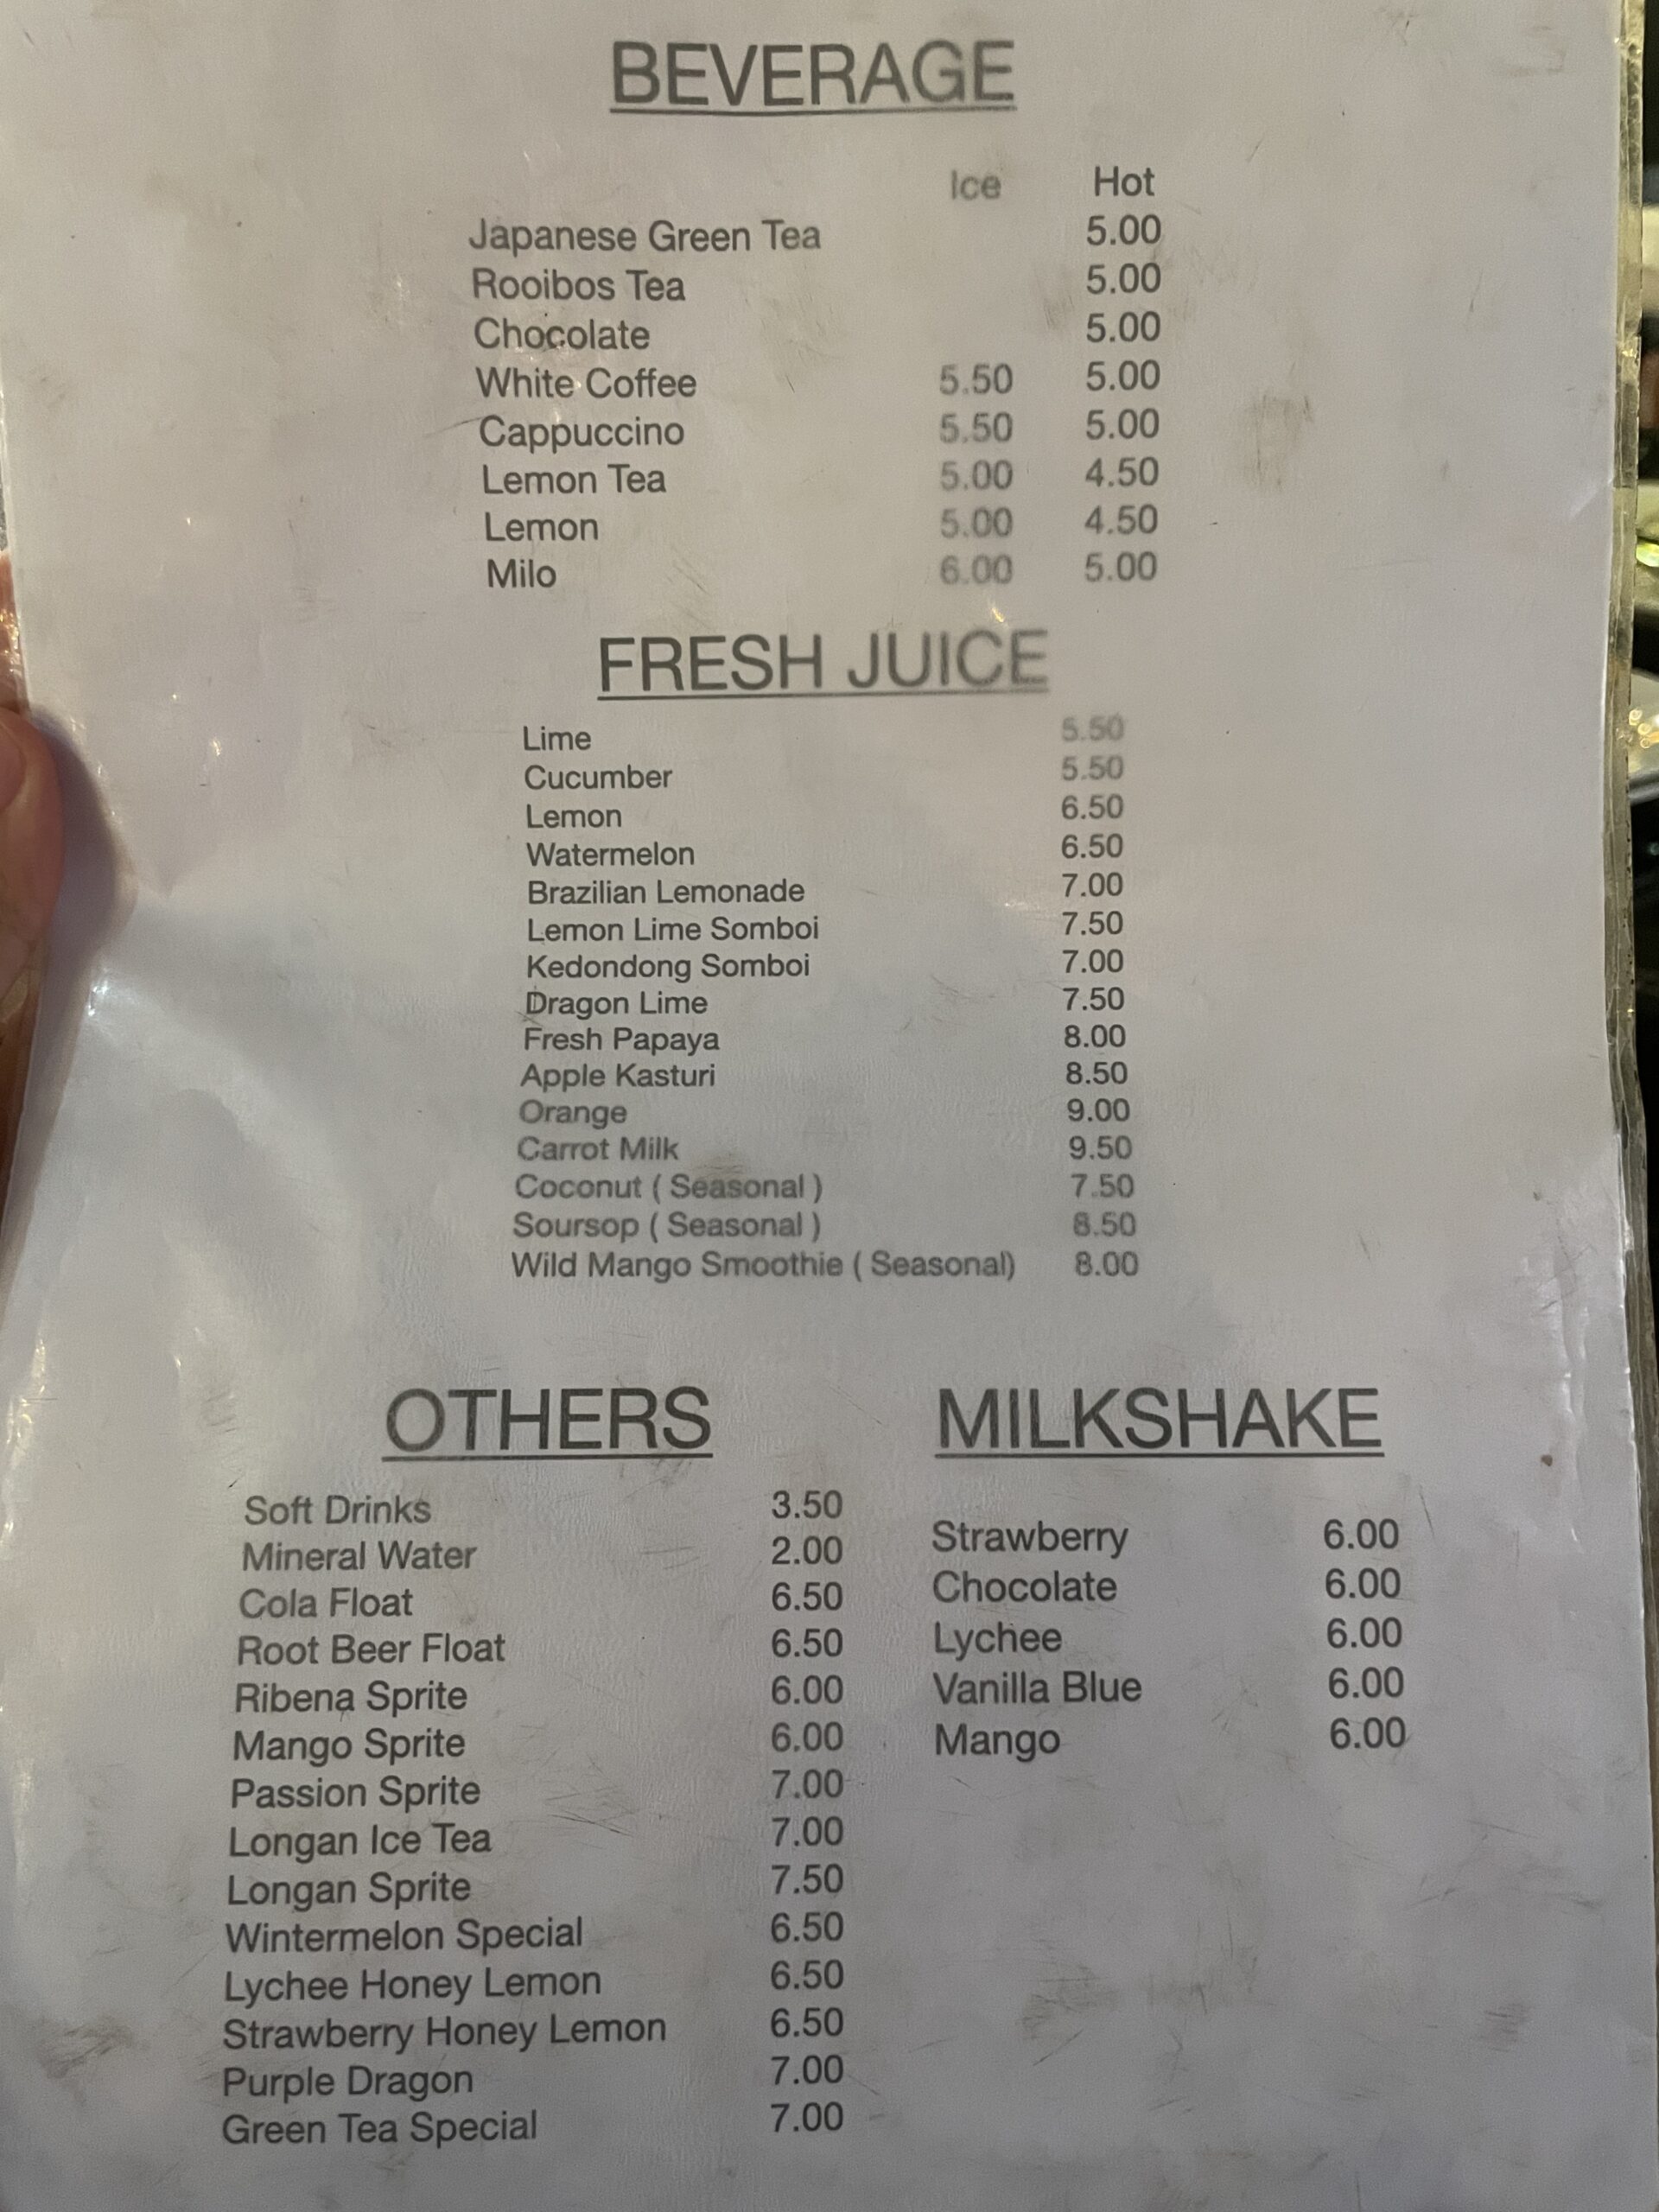 BEVERAGE
Ice Hot
Japanese Green Tea 5.00
Rooibos Tea 5.00
Chocolate 5.00
White Coffee 5.50 5.00
Cappuccino 5.50 5.00
Lemon Tea 5.00 4.50
Lemon 5.00 4.50
Milo 6.00 5.00
FRESH JUICE
Lime 5.50
Cucumber 5.50
Lemon 6.50
Watermelon 6.50
Brazilian Lemonade 7.00
Lemon Lime Somboi 7.50
Kedondong Somboi 7.00
Dragon Lime 7.50
Fresh Papaya 8.00
Apple Kasturi 8.50
Orange 9.00
Carrot Milk 9.50
Coconut ( Seasonal ) 7.50
Soursop ( Seasonal ) 8.50
Wild Mango Smoothie ( Seasonal) 8.00
OTHERS
Soft Drinks 3.50
Mineral Water 2.00
Cola Float 6.50
Root Beer Float 6.50
Ribena Sprite 6.00
Mango Sprite 6.00
Passion Sprite 7.00
Longan Ice Tea 7.00
Longan Sprite 7.50
Wintermelon Special 6.50
Lychee Honey Lemon 6.50
Strawberry Honey Lemon 6.50
Purple Dragon 7.00
Green Tea Special 7.00
MILKSHAKE
Strawberry 6.00
Chocolate 6.00
Lychee 6.00
Vanilla Blue 6.00
Mango 6.00